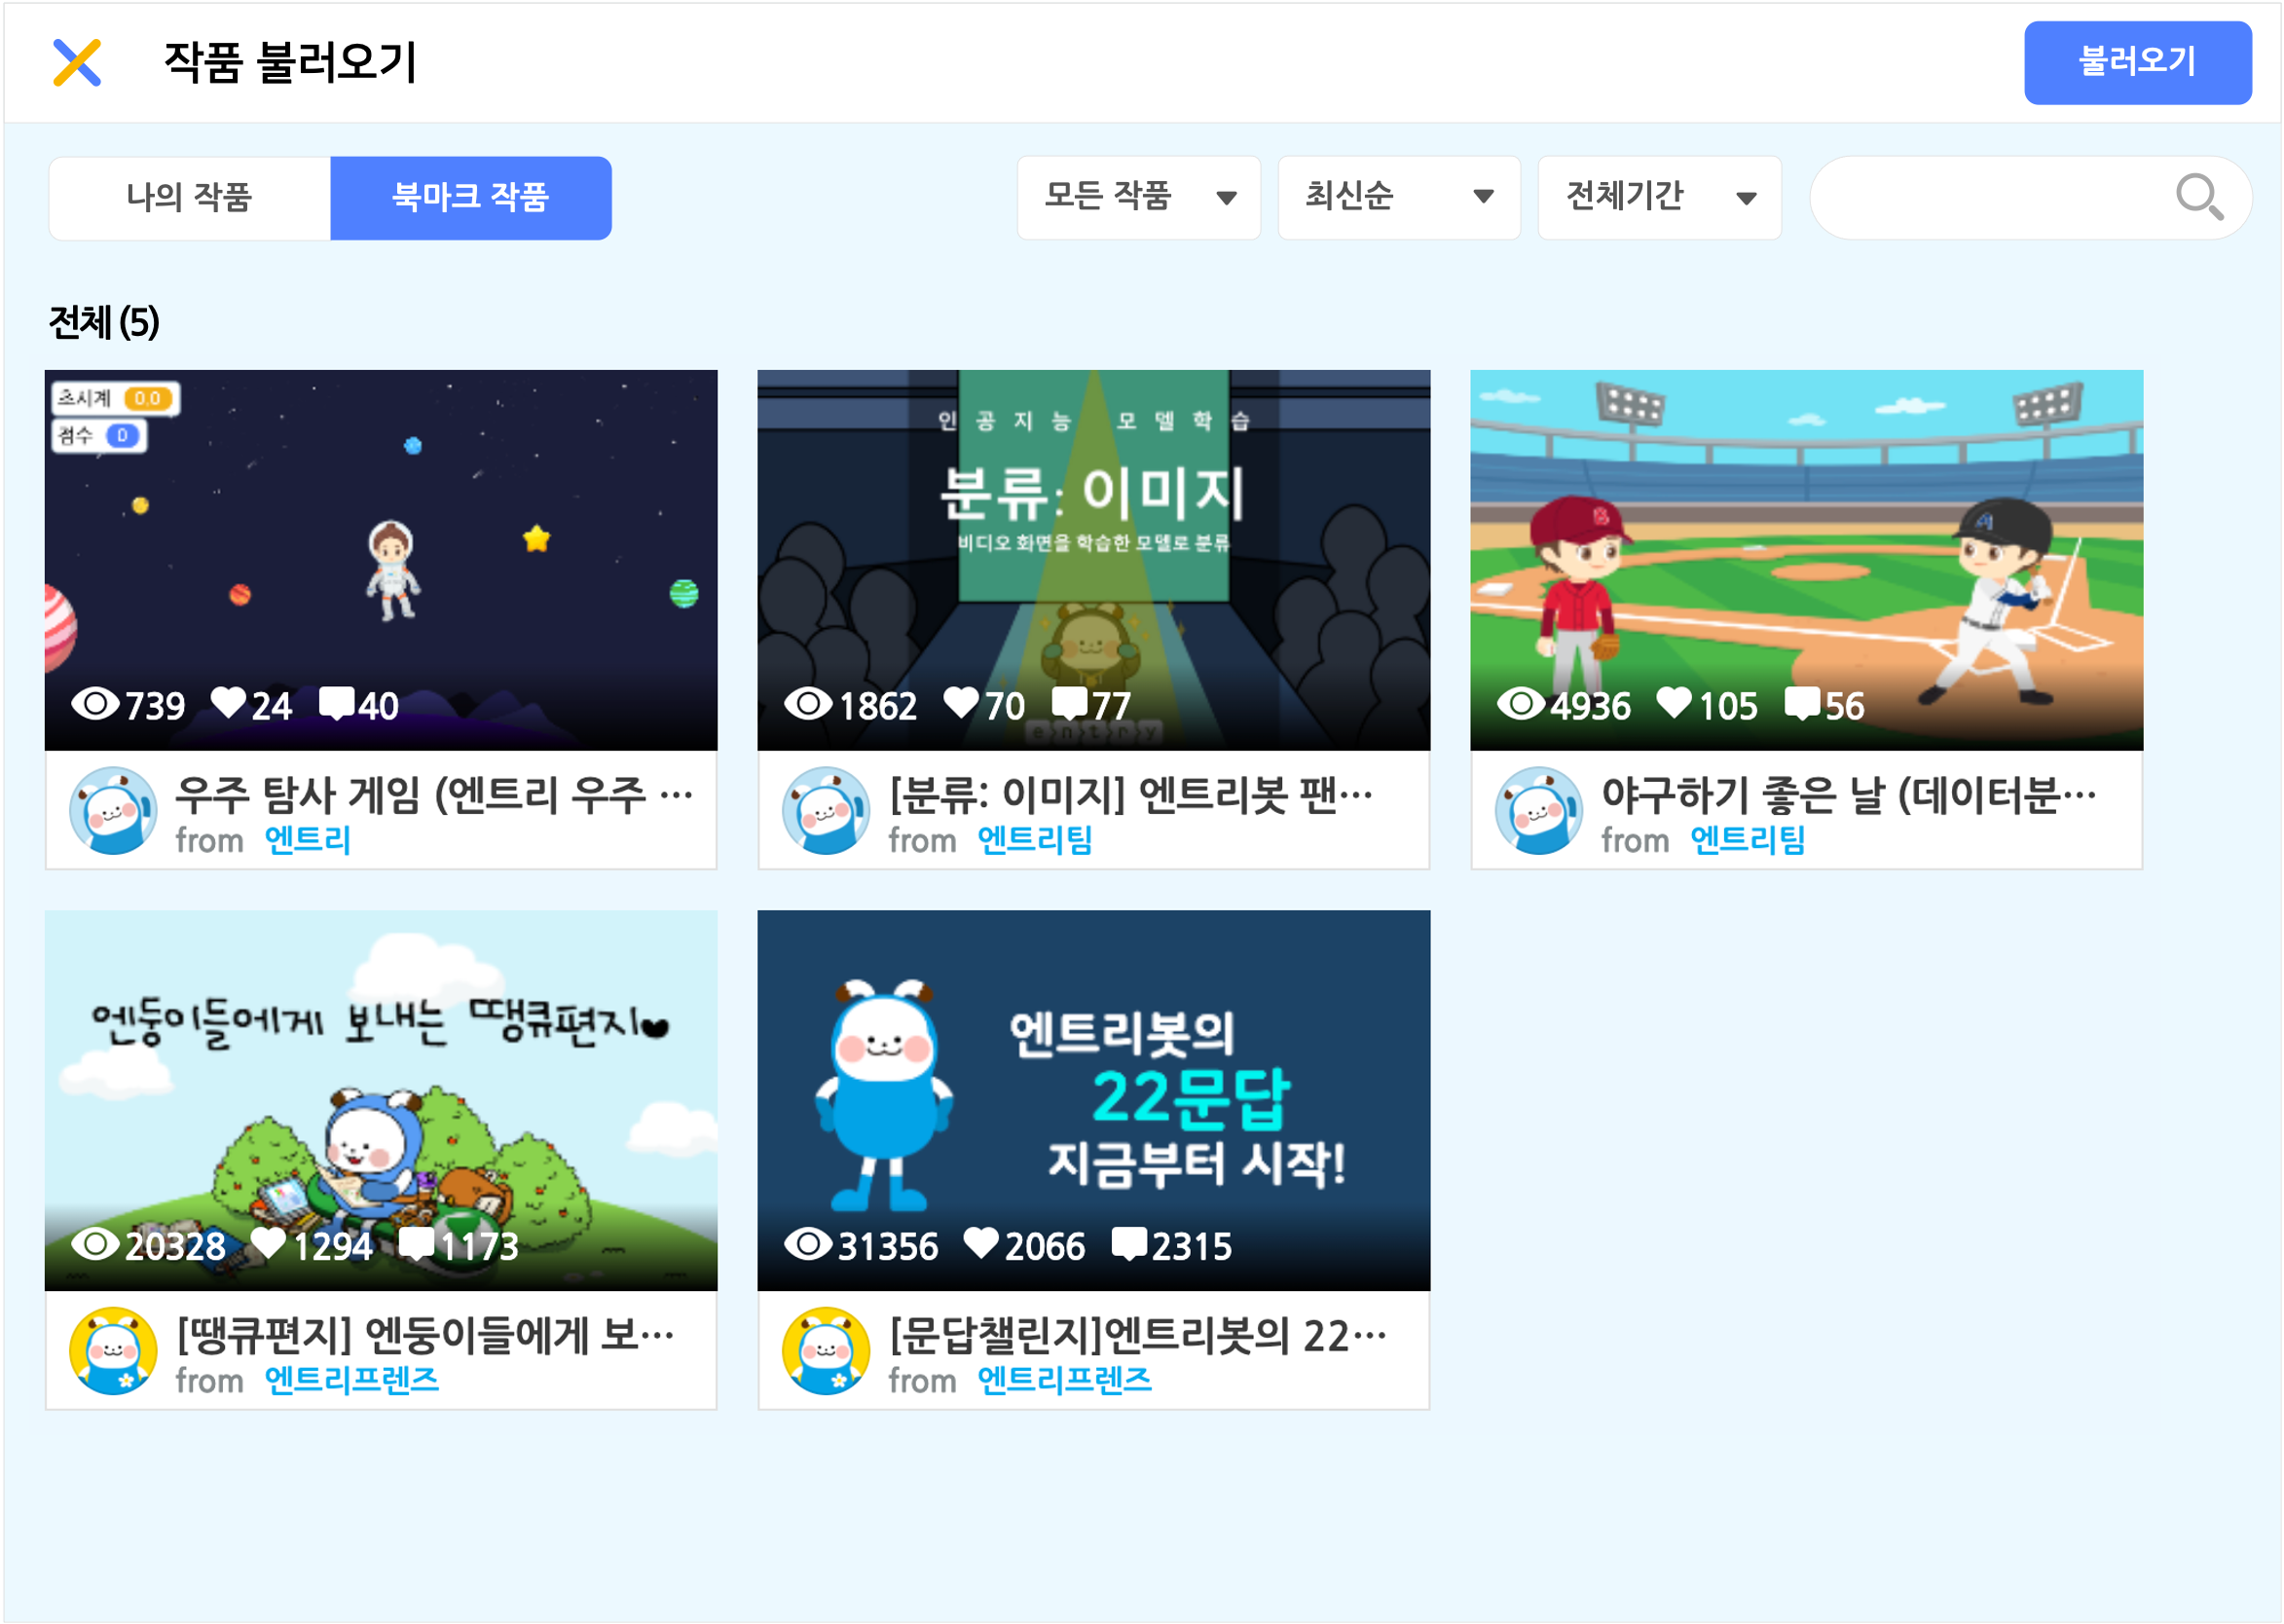 작품 불러오기
불러오기
나의 작품
북마크 작품
모든 작품
최신순
전체기간
전체 (5)
초시계 0.0
점수 0
739 24 40
우주 탐사 게임 (엔트리 우주 ⋯
from 엔트리
인 공 지 능 모 델 학 습
분류: 이미지
비디오 화면을 학습한 모델로 분류
entry
1862 70 77
[분류: 이미지] 엔트리봇 팬⋯
from 엔트리팀
B
A
4936 105 56
야구하기 좋은 날 (데이터분⋯
from 엔트리팀
엔둥이들에게 보내는 땡큐편지♥
20328 1294 1173
[땡큐편지] 엔둥이들에게 보⋯
from 엔트리프렌즈
엔트리봇의
22문답
지금부터 시작!
31356 2066 2315
[문답챌린지]엔트리봇의 22⋯
from 엔트리프렌즈